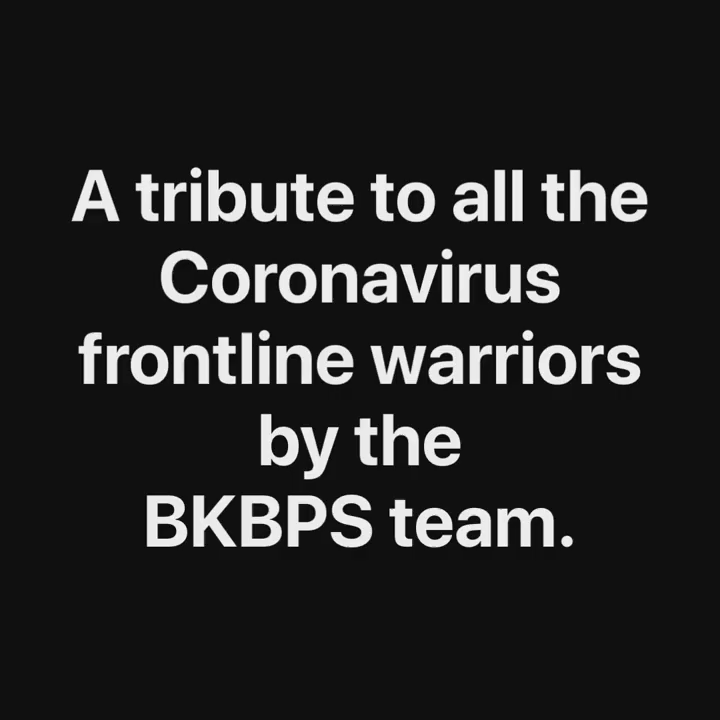 A tribute to all the
Coronavirus
frontline warriors
by the
BKBPS team.